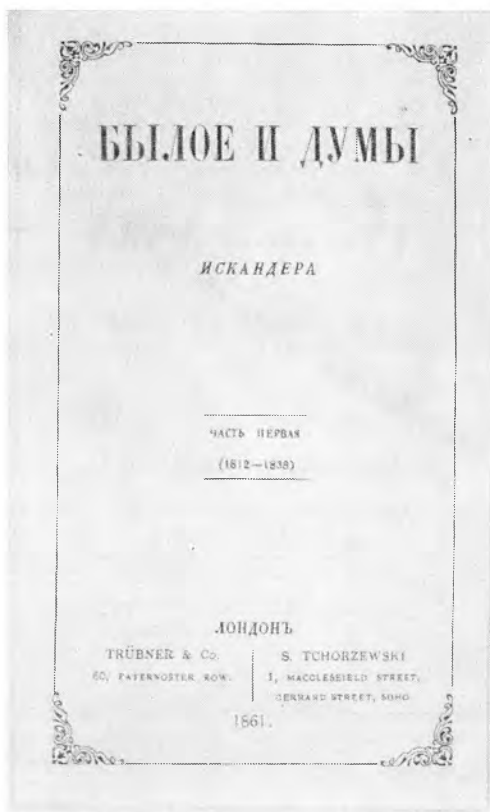 БЫЛОЕ И ДУМЫ
ИСКАНДЕРА
ЧАСТЬ ПЕРВАЯ
(1812—1838)
ЛОНДОНЪ
TRÜBNER & Co.
60, PATERNOSTER ROW.
S. TCHORZEWSKI
1, MACCLESFIELD STREET,
GERRARD STREET, SOHO
1861.